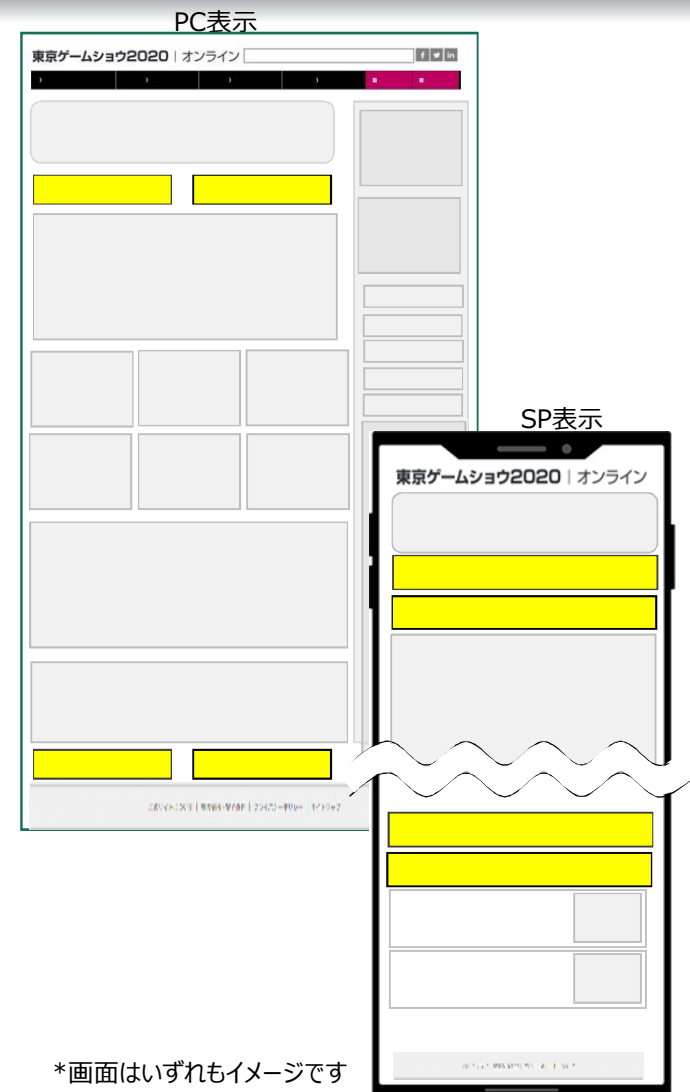 PC表示
東京ゲームショウ2020 | オンライン
f in
SP表示
東京ゲームショウ2020 | オンライン
*画面はいずれもイメージです